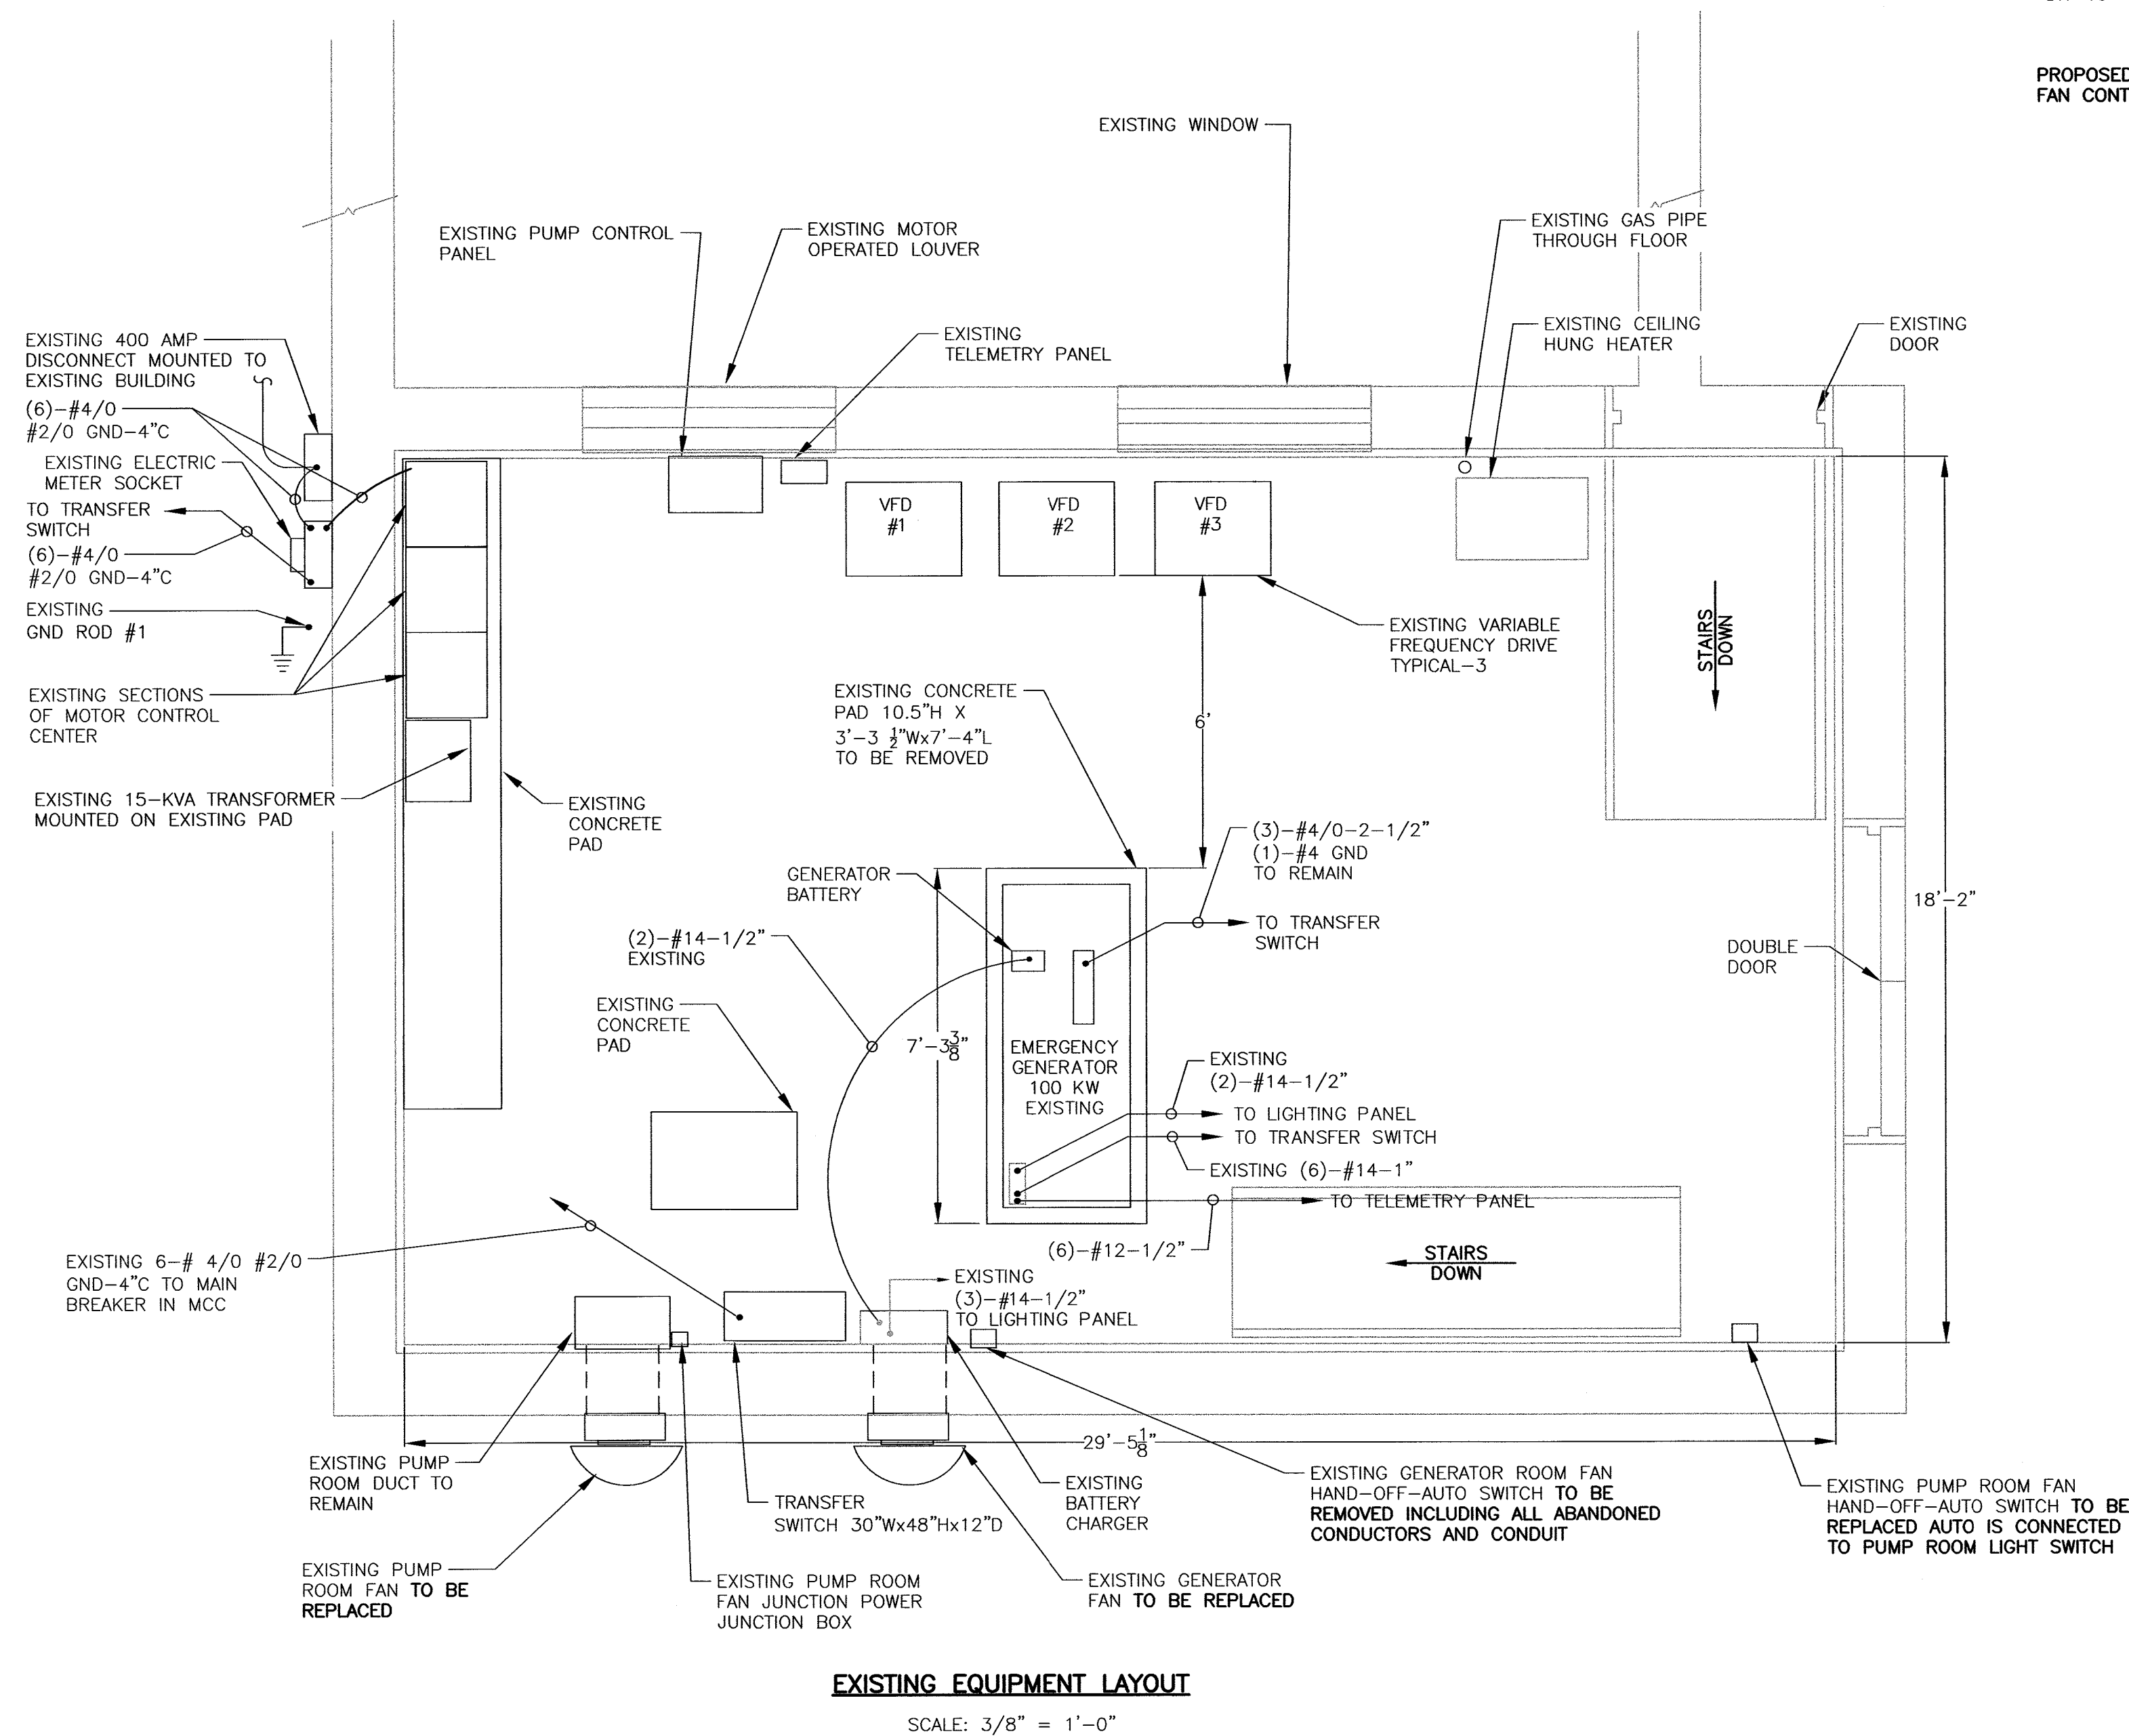 PROPOSED
FAN CONT
EXISTING WINDOW
EXISTING PUMP CONTROL
PANEL
EXISTING MOTOR
OPERATED LOUVER
EXISTING GAS PIPE
THROUGH FLOOR
EXISTING 400 AMP
DISCONNECT MOUNTED TO
EXISTING BUILDING
EXISTING
TELEMETRY PANEL
EXISTING CEILING
HUNG HEATER
EXISTING
DOOR
(6)-#4/0
#2/0 GND-4"C
EXISTING ELECTRIC
METER SOCKET
TO TRANSFER
SWITCH
(6)-#4/0
#2/0 GND-4"C
EXISTING
GND ROD #1
VFD
#1
VFD
#2
VFD
#3
EXISTING VARIABLE
FREQUENCY DRIVE
TYPICAL-3
STAIRS
DOWN
EXISTING SECTIONS
OF MOTOR CONTROL
CENTER
EXISTING CONCRETE
PAD 10.5"H X
3'-3 1/2"Wx7'-4"L
TO BE REMOVED
6'
EXISTING 15-KVA TRANSFORMER
MOUNTED ON EXISTING PAD
EXISTING
CONCRETE
PAD
(3)-#4/0-2-1/2"
(1)-#4 GND
TO REMAIN
GENERATOR
BATTERY
TO TRANSFER
SWITCH
18'-2"
(2)-#14-1/2"
EXISTING
DOUBLE
DOOR
EXISTING
CONCRETE
PAD
7'-3 3/8"
EMERGENCY
GENERATOR
100 KW
EXISTING
EXISTING
(2)-#14-1/2"
TO LIGHTING PANEL
TO TRANSFER SWITCH
EXISTING (6)-#14-1"
TO TELEMETRY PANEL
(6)-#12-1/2"
STAIRS
DOWN
EXISTING 6-# 4/0 #2/0
GND-4"C TO MAIN
BREAKER IN MCC
EXISTING
(3)-#14-1/2"
TO LIGHTING PANEL
29'-5 1/8"
EXISTING PUMP
ROOM DUCT TO
REMAIN
TRANSFER
SWITCH 30"Wx48"Hx12"D
EXISTING
BATTERY
CHARGER
EXISTING GENERATOR ROOM FAN
HAND-OFF-AUTO SWITCH TO BE
REMOVED INCLUDING ALL ABANDONED
CONDUCTORS AND CONDUIT
EXISTING PUMP ROOM FAN
HAND-OFF-AUTO SWITCH TO BE
REPLACED AUTO IS CONNECTED
TO PUMP ROOM LIGHT SWITCH
EXISTING PUMP
ROOM FAN TO BE
REPLACED
EXISTING PUMP ROOM
FAN JUNCTION POWER
JUNCTION BOX
EXISTING GENERATOR
FAN TO BE REPLACED
EXISTING EQUIPMENT LAYOUT
SCALE: 3/8" = 1'-0"